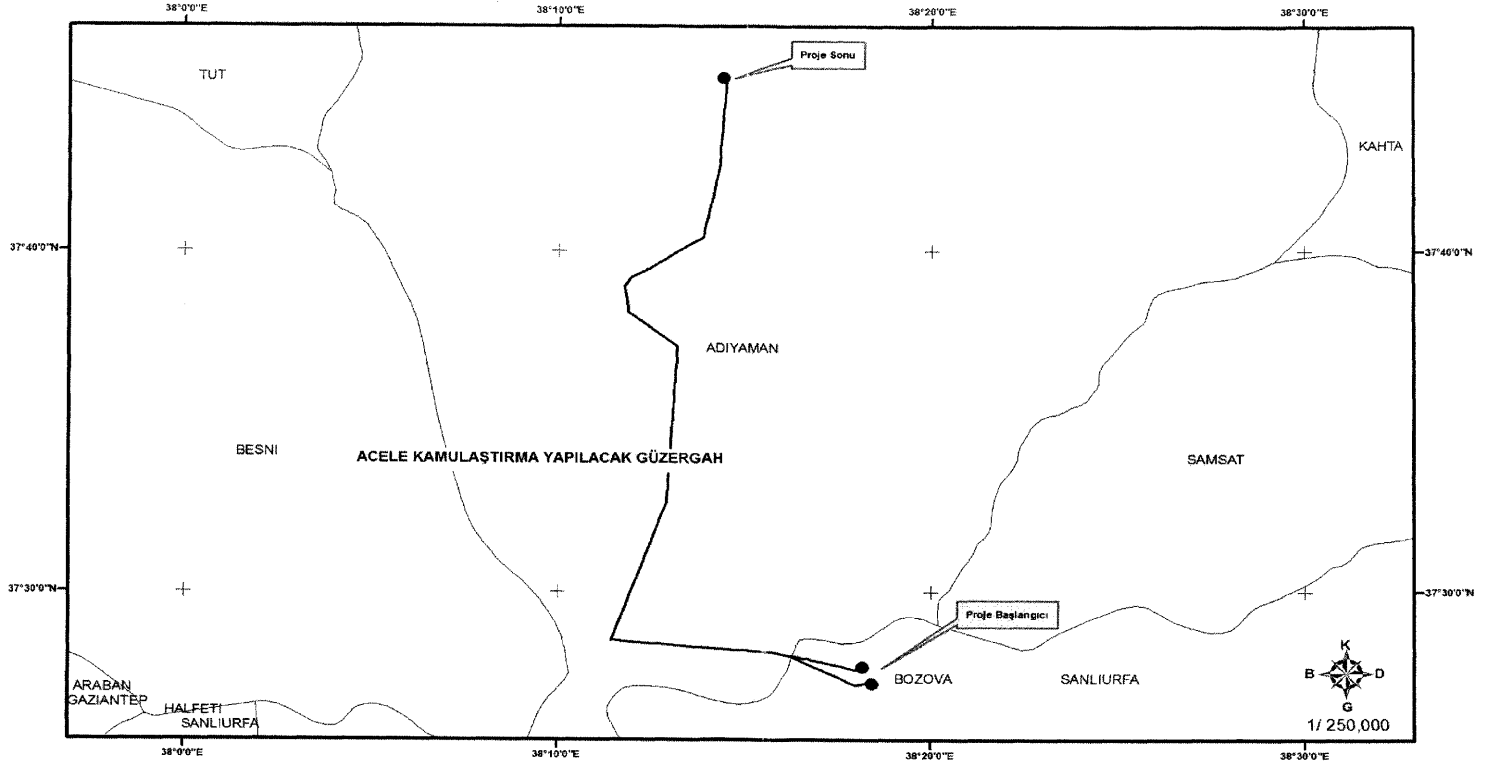 38°0'0"E
38°10'0"E
38°20'0"E
38°30'0"E
Proje Sonu
TUT
KAHTA
37°40'0"N
37°40'0"N
ADIYAMAN
BESNI
ACELE KAMULAŞTIRMA YAPILACAK GÜZERGAH
SAMSAT
37°30'0"N
37°30'0"N
Proje Başlangıcı
K
B
D
G
BOZOVA
SANLIURFA
ARABAN
GAZIANTEP
HALFETI
SANLIURFA
1/ 250,000
38°0'0"E
38°10'0"E
38°20'0"E
38°30'0"E